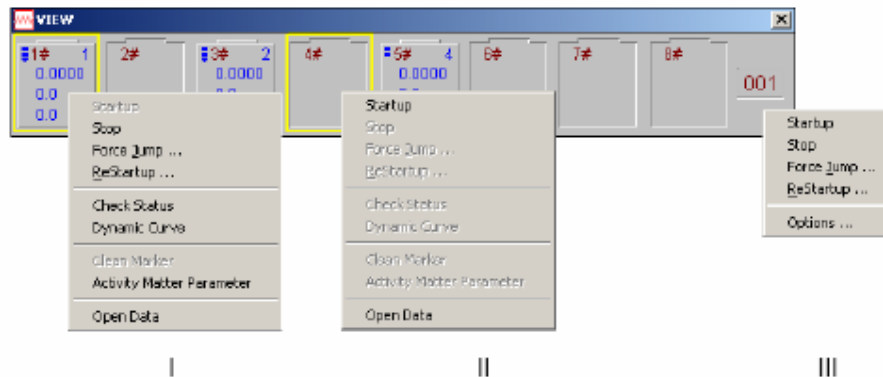 VIEW
1# 1
2#
3# 2
4#
5# 4
6#
7#
8#
0.0000
0.0000
0.0000
001
0.0
0.0
0.0
Startup
Stop
Force Jump ...
ReStartup ...
Check Status
Dynamic Curve
Clean Marker
Activity Matter Parameter
Open Data
Startup
Stop
Force Jump ...
ReStartup ...
Check Status
Dynamic Curve
Clean Marker
Activity Matter Parameter
Open Data
Startup
Stop
Force Jump ...
ReStartup ...
Options ...
I
II
III